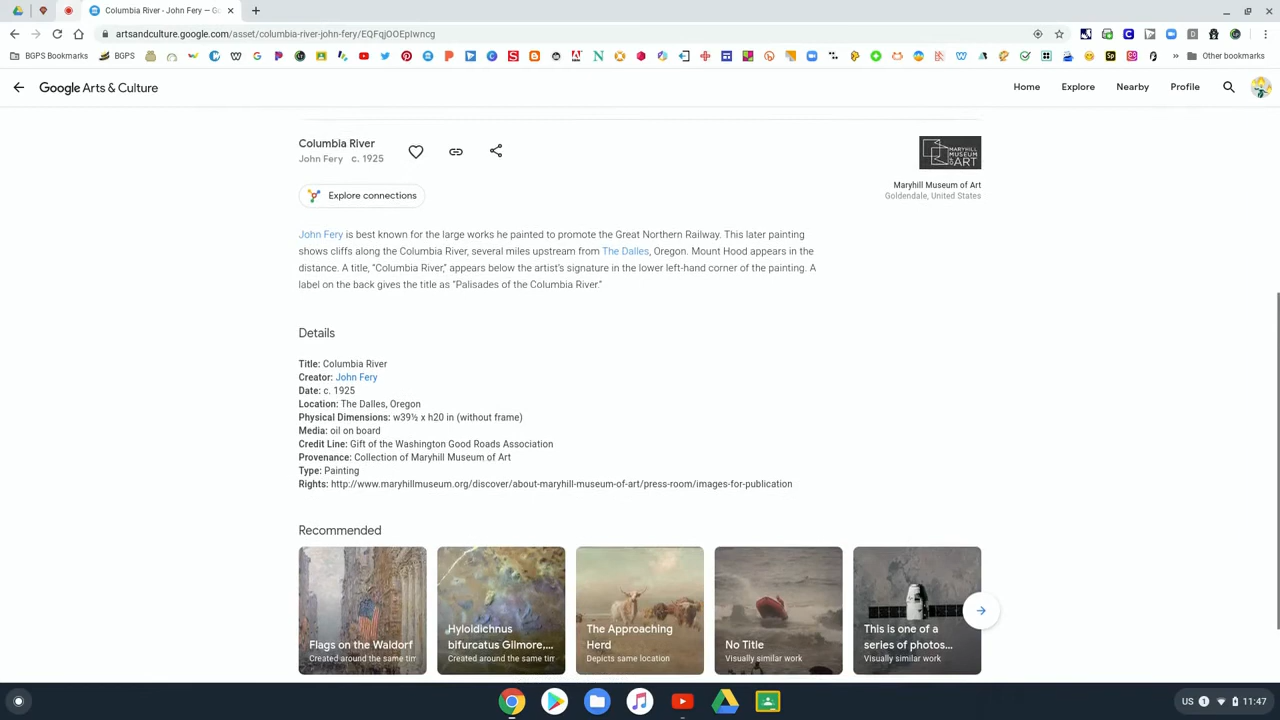 Columbia River - John Fery — Go
artsandculture.google.com/asset/columbia-river-john-fery/EQFqjOOEpIwncg
BGPS Bookmarks
BGPS
Other bookmarks
Google Arts & Culture
Home
Explore
Nearby
Profile
Columbia River
John Fery c. 1925
MARYHILL
MUSEUM
of ART
Maryhill Museum of Art
Goldendale, United States
Explore connections
John Fery is best known for the large works he painted to promote the Great Northern Railway. This later painting
shows cliffs along the Columbia River, several miles upstream from The Dalles, Oregon. Mount Hood appears in the
distance. A title, “Columbia River,” appears below the artist’s signature in the lower left-hand corner of the painting. A
label on the back gives the title as “Palisades of the Columbia River.”
Details
Title: Columbia River
Creator: John Fery
Date: c. 1925
Location: The Dalles, Oregon
Physical Dimensions: w39½ x h20 in (without frame)
Media: oil on board
Credit Line: Gift of the Washington Good Roads Association
Provenance: Collection of Maryhill Museum of Art
Type: Painting
Rights: http://www.maryhillmuseum.org/discover/about-maryhill-museum-of-art/press-room/images-for-publication
Recommended
Flags on the Waldorf
Created around the same tim
Hyloidichnus
bifurcatus Gilmore,...
Created around the same tim
The Approaching
Herd
Depicts same location
No Title
Visually similar work
This is one of a
series of photos...
Visually similar work
US
1
11:47